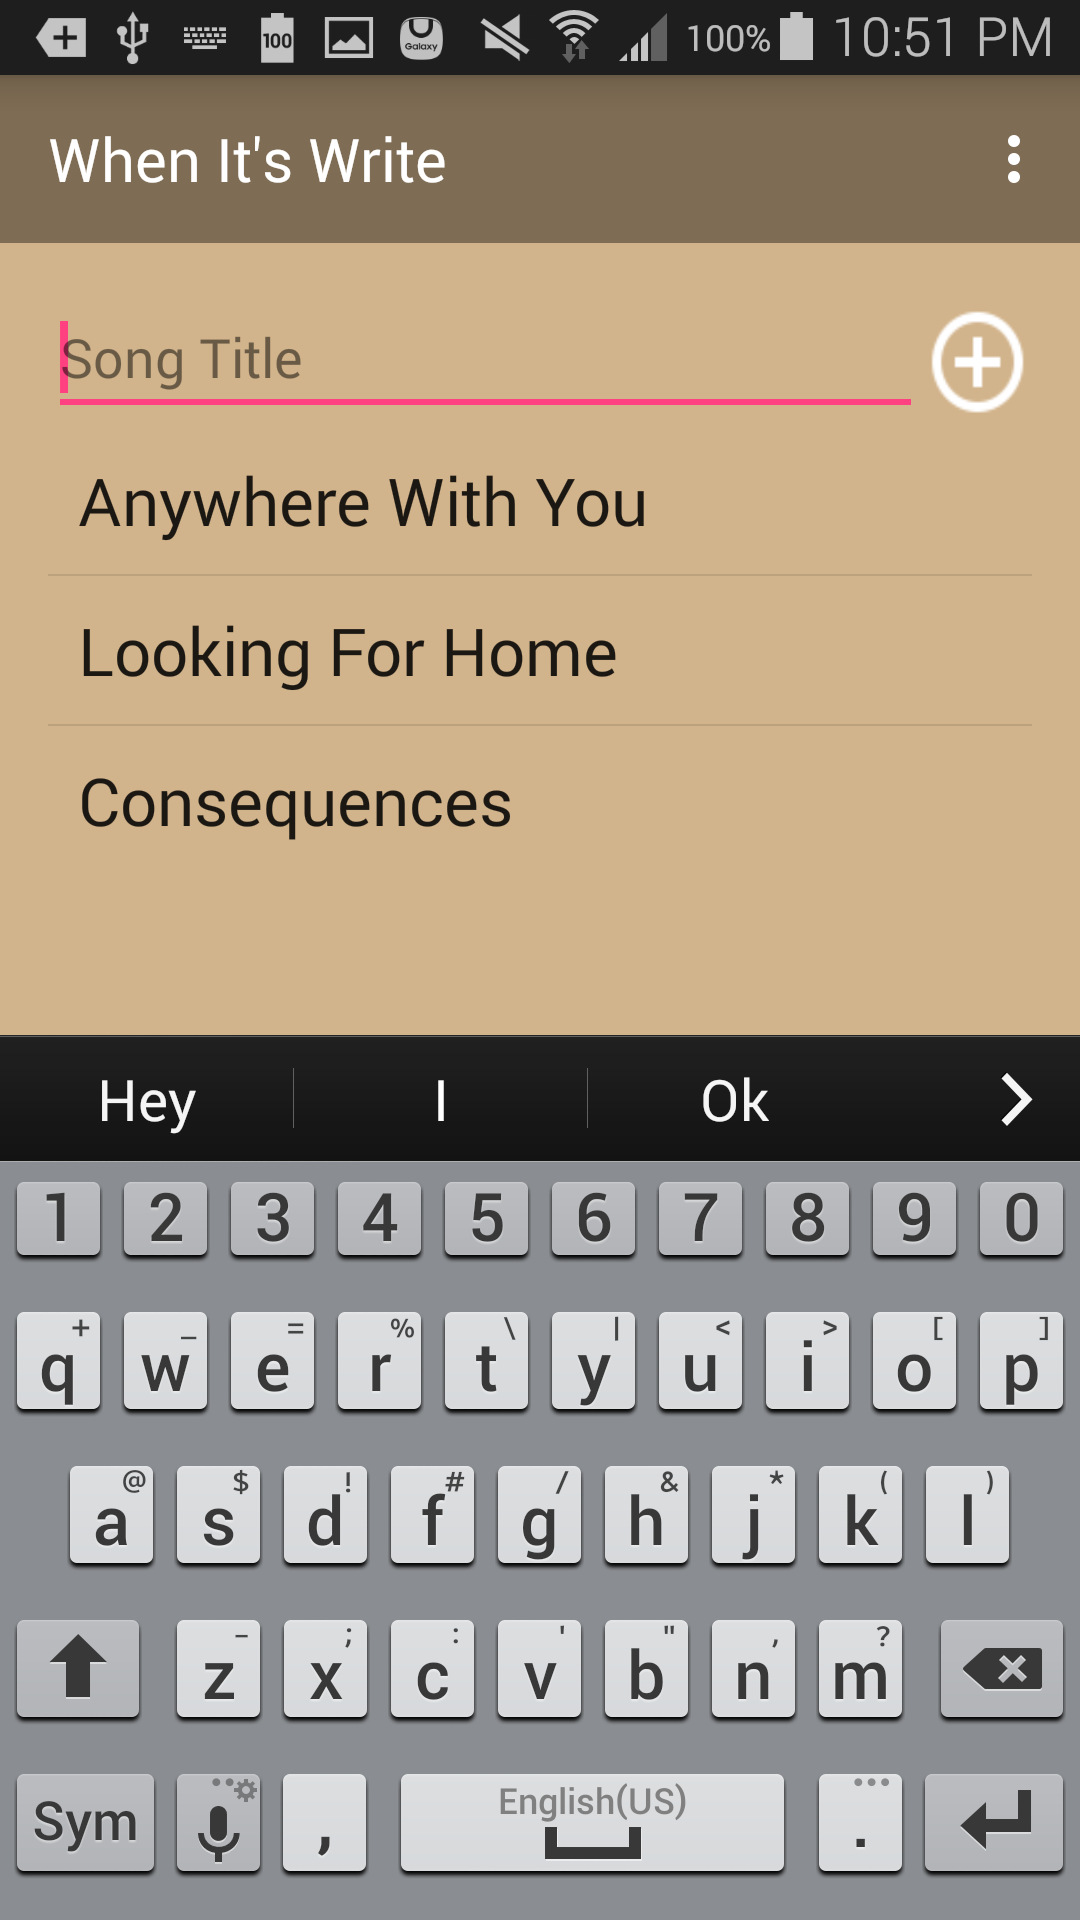 100 Galaxy 100% 10:51 PM
When It's Write
Song Title
Anywhere With You
Looking For Home
Consequences
Hey I Ok
1 2 3 4 5 6 7 8 9 0
+ _ = % \ | < > [ ]
q w e r t y u i o p
@ $ ! # / & * ( )
a s d f g h j k l
- ; : ' " , ?
z x c v b n m
English(US)
Sym , .